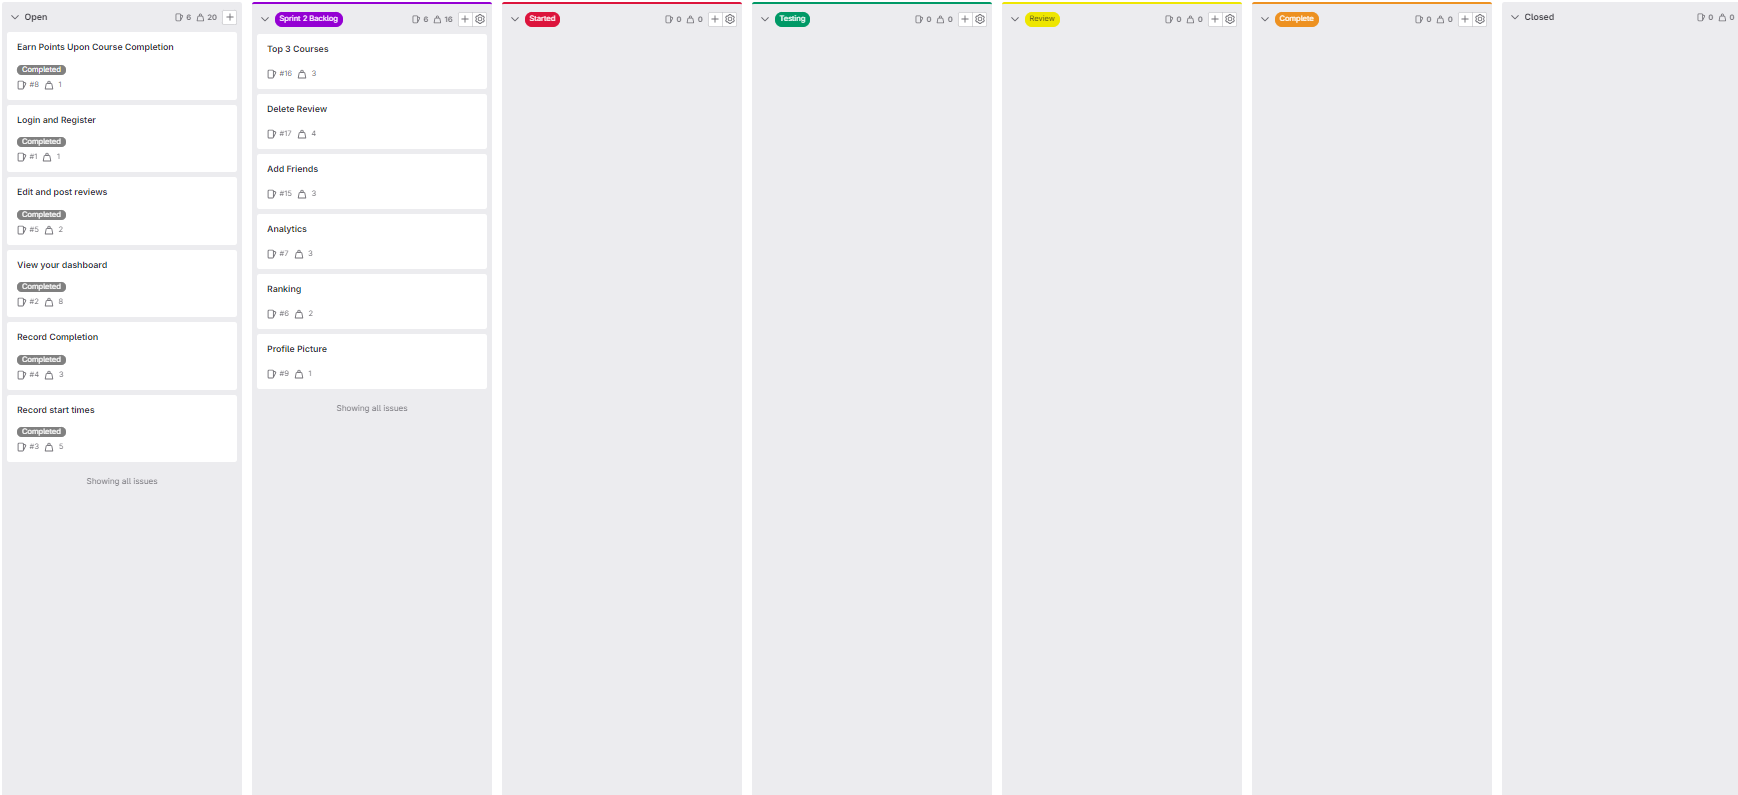 Open 6 20
Earn Points Upon Course Completion
Completed
#8 1
Login and Register
Completed
#1 1
Edit and post reviews
Completed
#5 2
View your dashboard
Completed
#2 8
Record Completion
Completed
#4 3
Record start times
Completed
#3 5
Showing all issues
Sprint 2 Backlog 6 16
Top 3 Courses
#16 3
Delete Review
#17 4
Add Friends
#15 3
Analytics
#7 3
Ranking
#6 2
Profile Picture
#9 1
Showing all issues
Started 0 0
Testing 0 0
Review 0 0
Complete 0 0
Closed 0 0